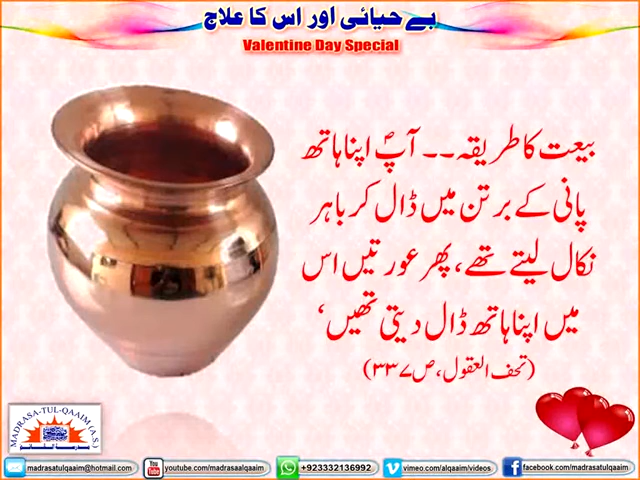 بے حیائی اور اس کا علاج
Valentine Day Special
بیعت کا طریقہ۔۔ آپؐ اپنا ہاتھ
پانی کے برتن میں ڈال کر باہر
نکال لیتے تھے، پھر عورتیں اس
میں اپنا ہاتھ ڈال دیتی تھیں‘
(تحف العقول، ص ۳۳۷)
MADRASA-TUL-QAAIM (A.S.)
madrasatulqaaim@hotmail.com
You Tube youtube.com/madrasaalqaaim
+923332136992
vimeo.com/alqaaim/videos
facebook.com/madrasatulqaaim